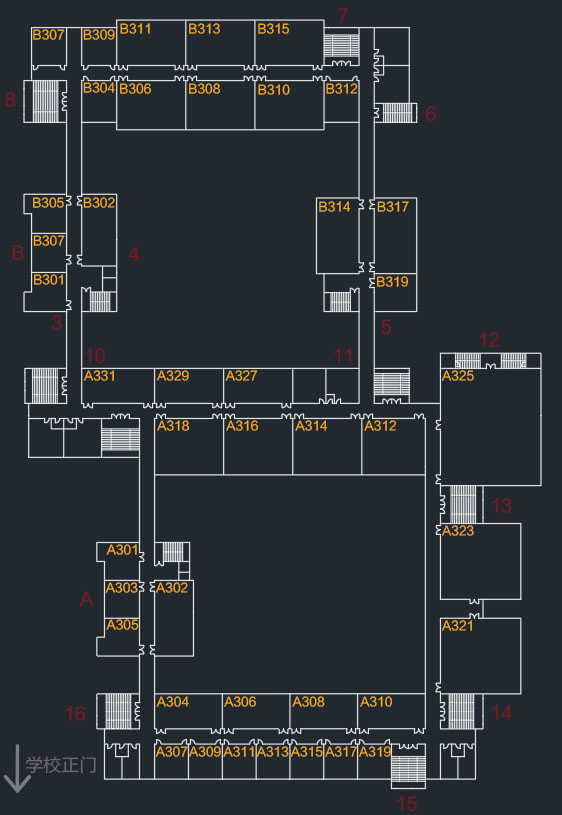 7
B307 B309 B311 B313 B315
8 B304 B306 B308 B310 B312 6
B305 B302 B314 B317
B 4
B307
B301 B319
3 5
10 11 12
A331 A329 A327 A325
A318 A316 A314 A312
13
A323
A301
A303 A302
A
A305 A321
A304 A306 A308 A310
16 14
A307 A309 A311 A313 A315 A317 A319
学校正门
15